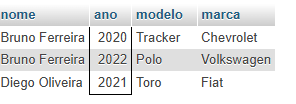 nome ano modelo marca
Bruno Ferreira 2020 Tracker Chevrolet
Bruno Ferreira 2022 Polo Volkswagen
Diego Oliveira 2021 Toro Fiat